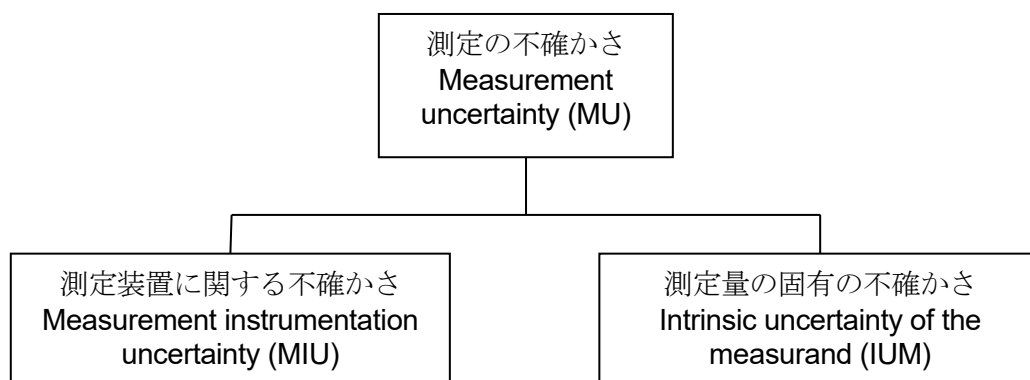 測定の不確かさ
Measurement
uncertainty (MU)
測定装置に関する不確かさ
Measurement instrumentation
uncertainty (MIU)
測定量の固有の不確かさ
Intrinsic uncertainty of the
measurand (IUM)